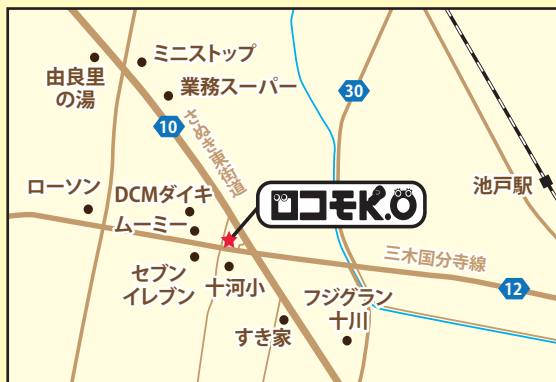 ミニストップ
由良里
の湯
業務スーパー
10
さぬき東街道
30
池戸駅
ローソン
DCMダイキ
ムーミー
ロコモK.O
セブン
イレブン
十河小
三木国分寺線
12
フジグラン
十川
すき家